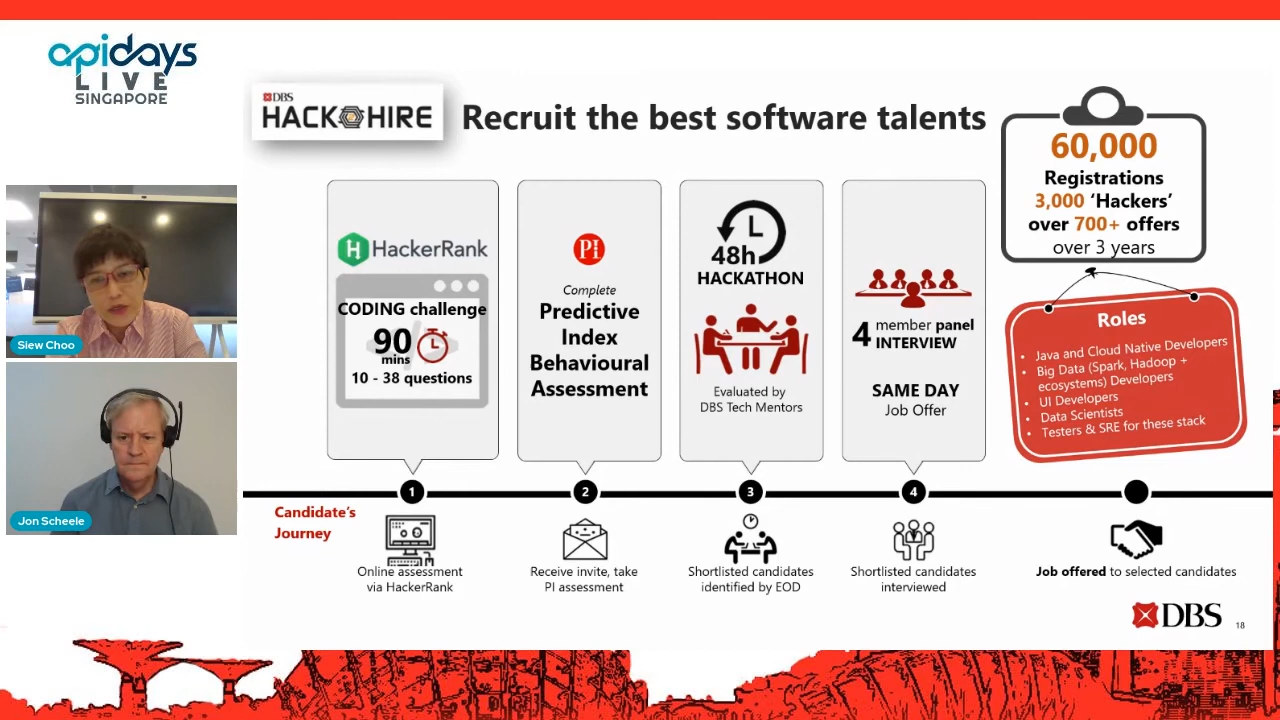 apidays
LIVE
SINGAPORE
DBS
HACK HIRE
Recruit the best software talents
60,000
Registrations
3,000 ‘Hackers’
over 700+ offers
over 3 years
HackerRank
CODING challenge
90
mins
10 - 38 questions
PI
Complete
Predictive
Index
Behavioural
Assessment
48h
HACKATHON
Evaluated by
DBS Tech Mentors
4 member panel
INTERVIEW
SAME DAY
Job Offer
Roles
• Java and Cloud Native Developers
• Big Data (Spark, Hadoop +
ecosystems) Developers
• UI Developers
• Data Scientists
• Testers & SRE for these stack
Siew Choo
Jon Scheele
1
2
3
4
Candidate's
Journey
Online assessment
via HackerRank
Receive invite, take
PI assessment
Shortlisted candidates
identified by EOD
Shortlisted candidates
interviewed
Job offered to selected candidates
DBS
18